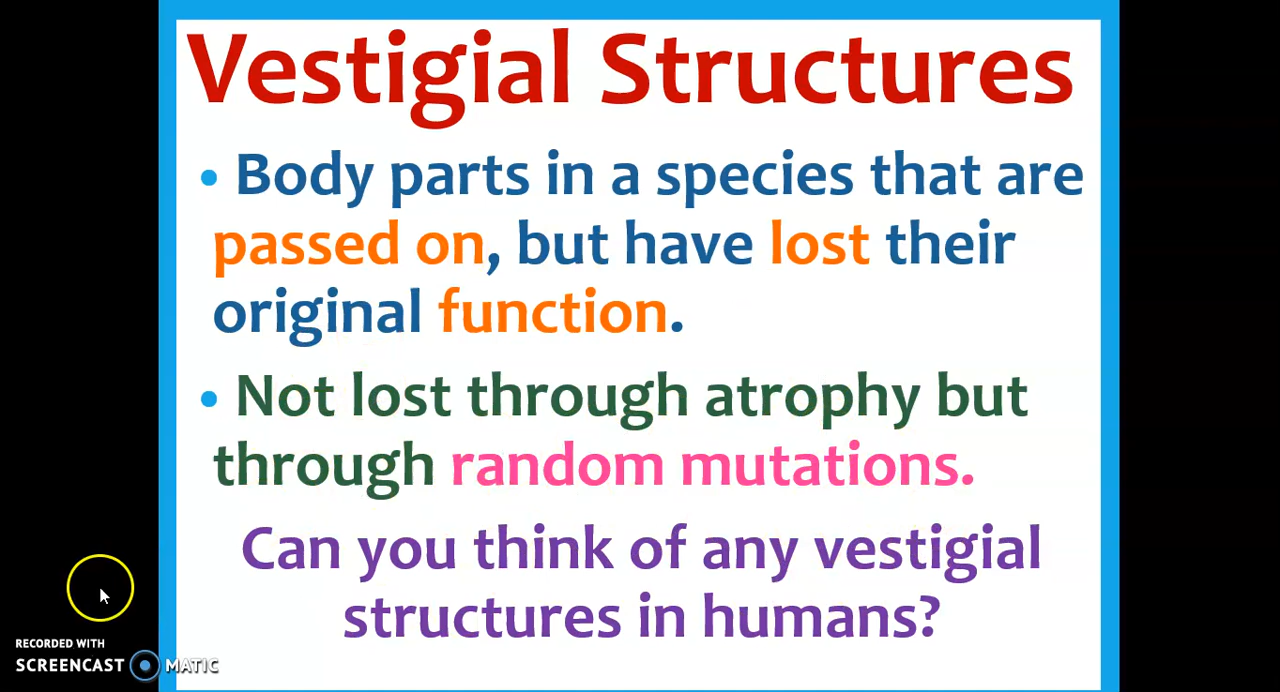 Vestigial Structures
• Body parts in a species that are
passed on, but have lost their
original function.
• Not lost through atrophy but
through random mutations.
Can you think of any vestigial
structures in humans?
RECORDED WITH
SCREENCAST MATIC